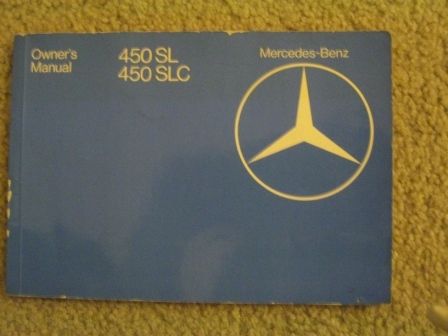 Owner's
Manual
450 SL
450 SLC
Mercedes-Benz